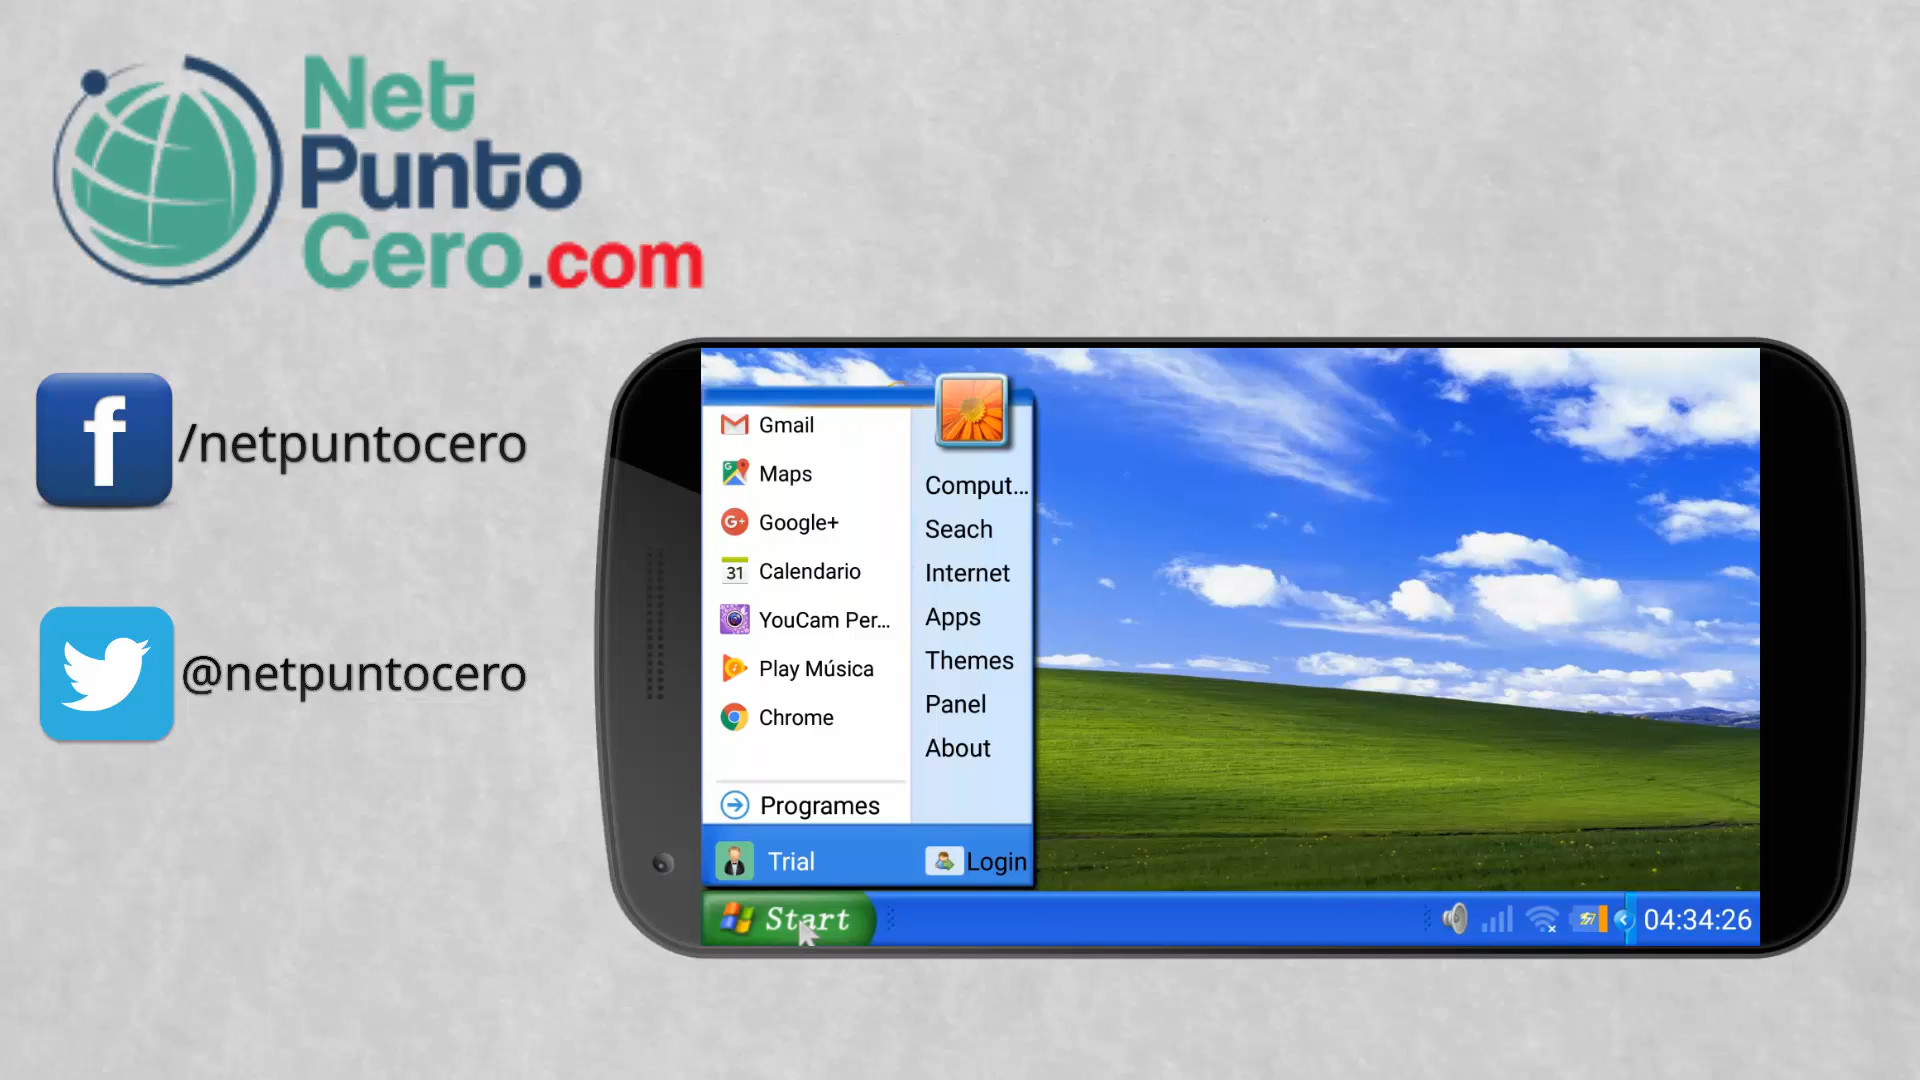 Net
Punto
Cero.com
/netpuntocero
@netpuntocero
Gmail
Maps
Google+
31 Calendario
YouCam Per...
Play Música
Chrome
Programes
Trial
Comput...
Seach
Internet
Apps
Themes
Panel
About
Login
Start
04:34:26